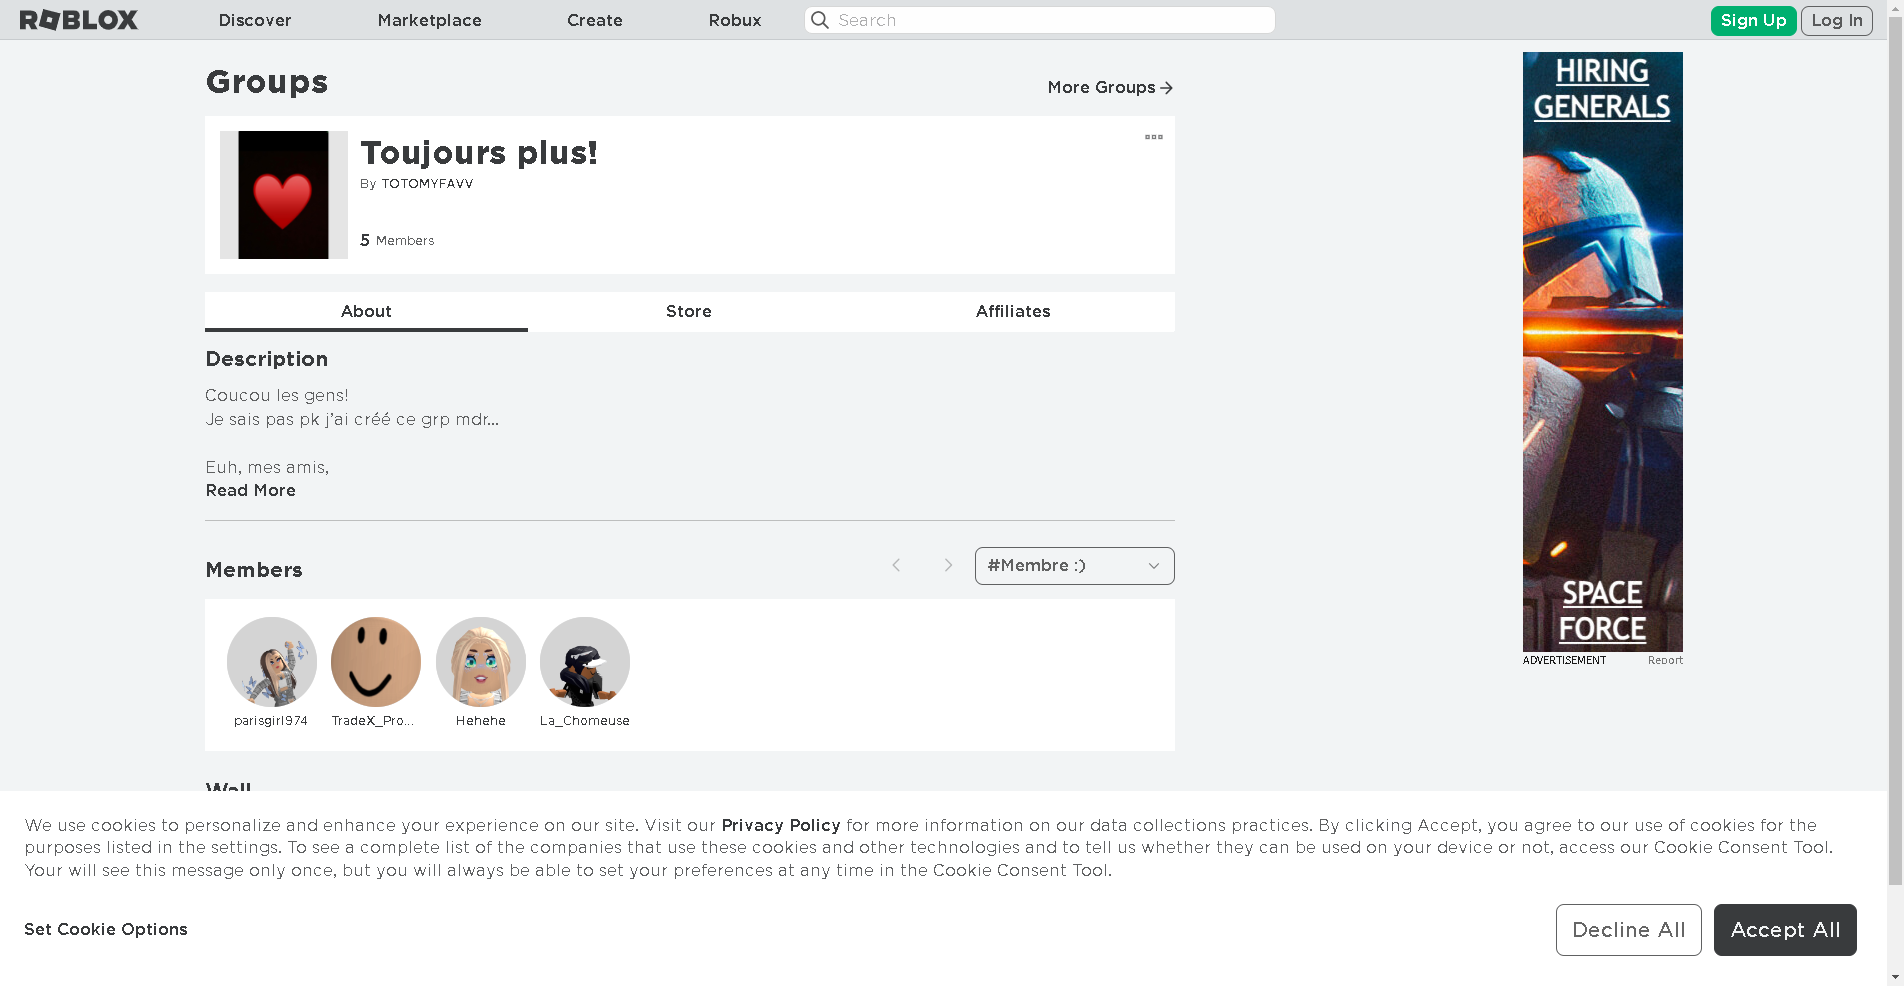 ROBLOX
Discover
Marketplace
Create
Robux
Search
Sign Up
Log In
Groups
More Groups
Toujours plus!
By TOTOMYFAVV
5 Members
About
Store
Affiliates
Description
Coucou les gens!
Je sais pas pk j'ai créé ce grp mdr...
Euh, mes amis,
Read More
Members
#Membre :)
parisgirl974
TradeX_Pro...
Hehehe
La_Chomeuse
Wall
HIRING
GENERALS
SPACE
FORCE
ADVERTISEMENT
Report
We use cookies to personalize and enhance your experience on our site. Visit our Privacy Policy for more information on our data collections practices. By clicking Accept, you agree to our use of cookies for the
purposes listed in the settings. To see a complete list of the companies that use these cookies and other technologies and to tell us whether they can be used on your device or not, access our Cookie Consent Tool.
Your will see this message only once, but you will always be able to set your preferences at any time in the Cookie Consent Tool.
Set Cookie Options
Decline All
Accept All